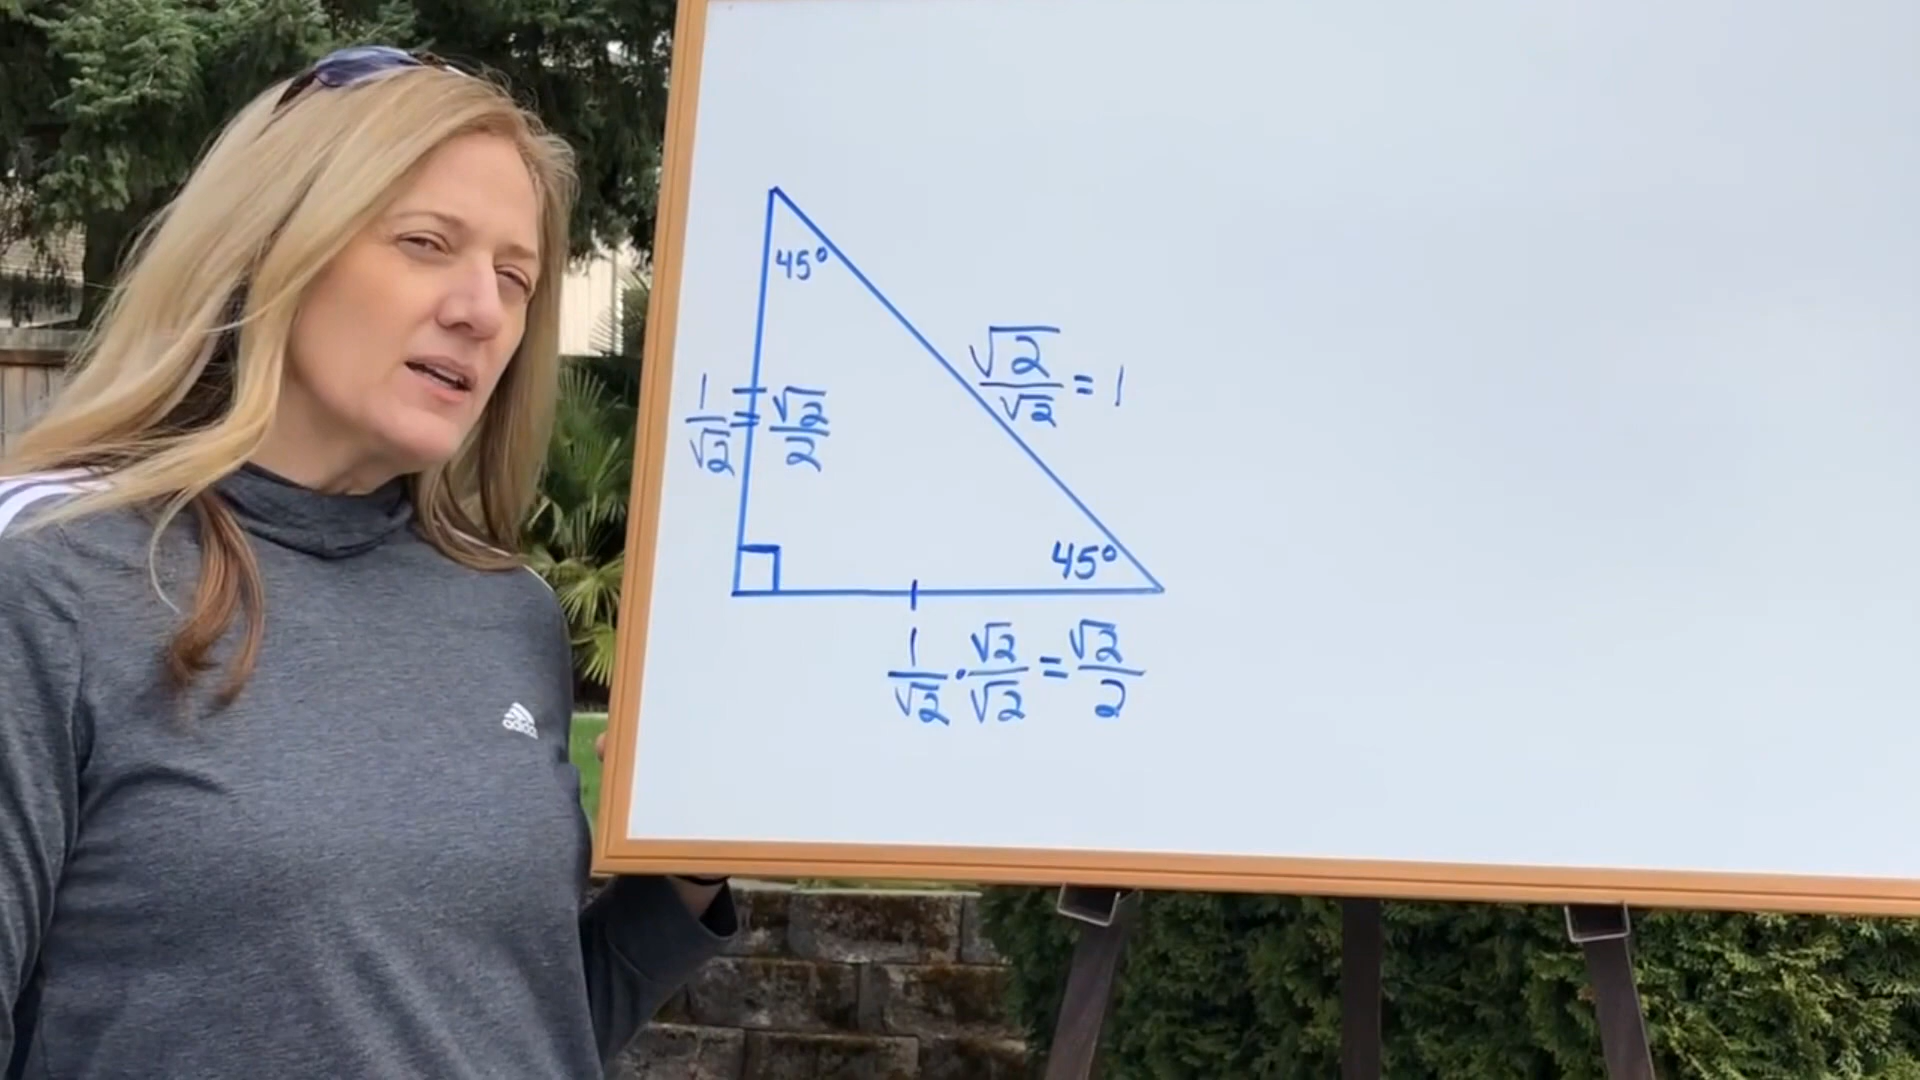 45°
√2/√2 = 1
1/√2 = √2/2
45°
1/√2 · √2/√2 = √2/2
adidas